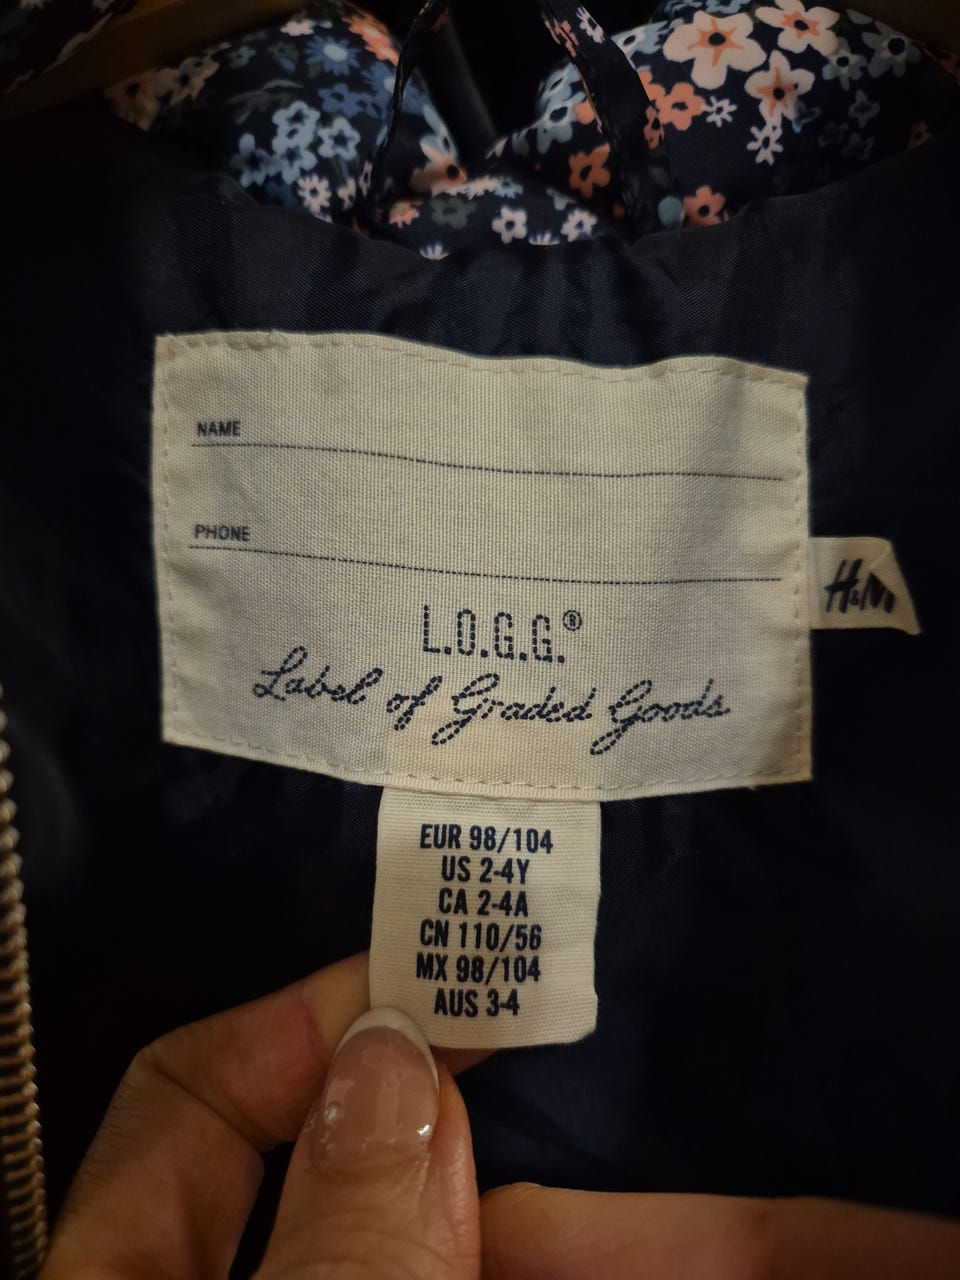 NAME
PHONE
L.O.G.G.®
Label of Graded Goods
H&M
EUR 98/104
US 2-4Y
CA 2-4A
CN 110/56
MX 98/104
AUS 3-4